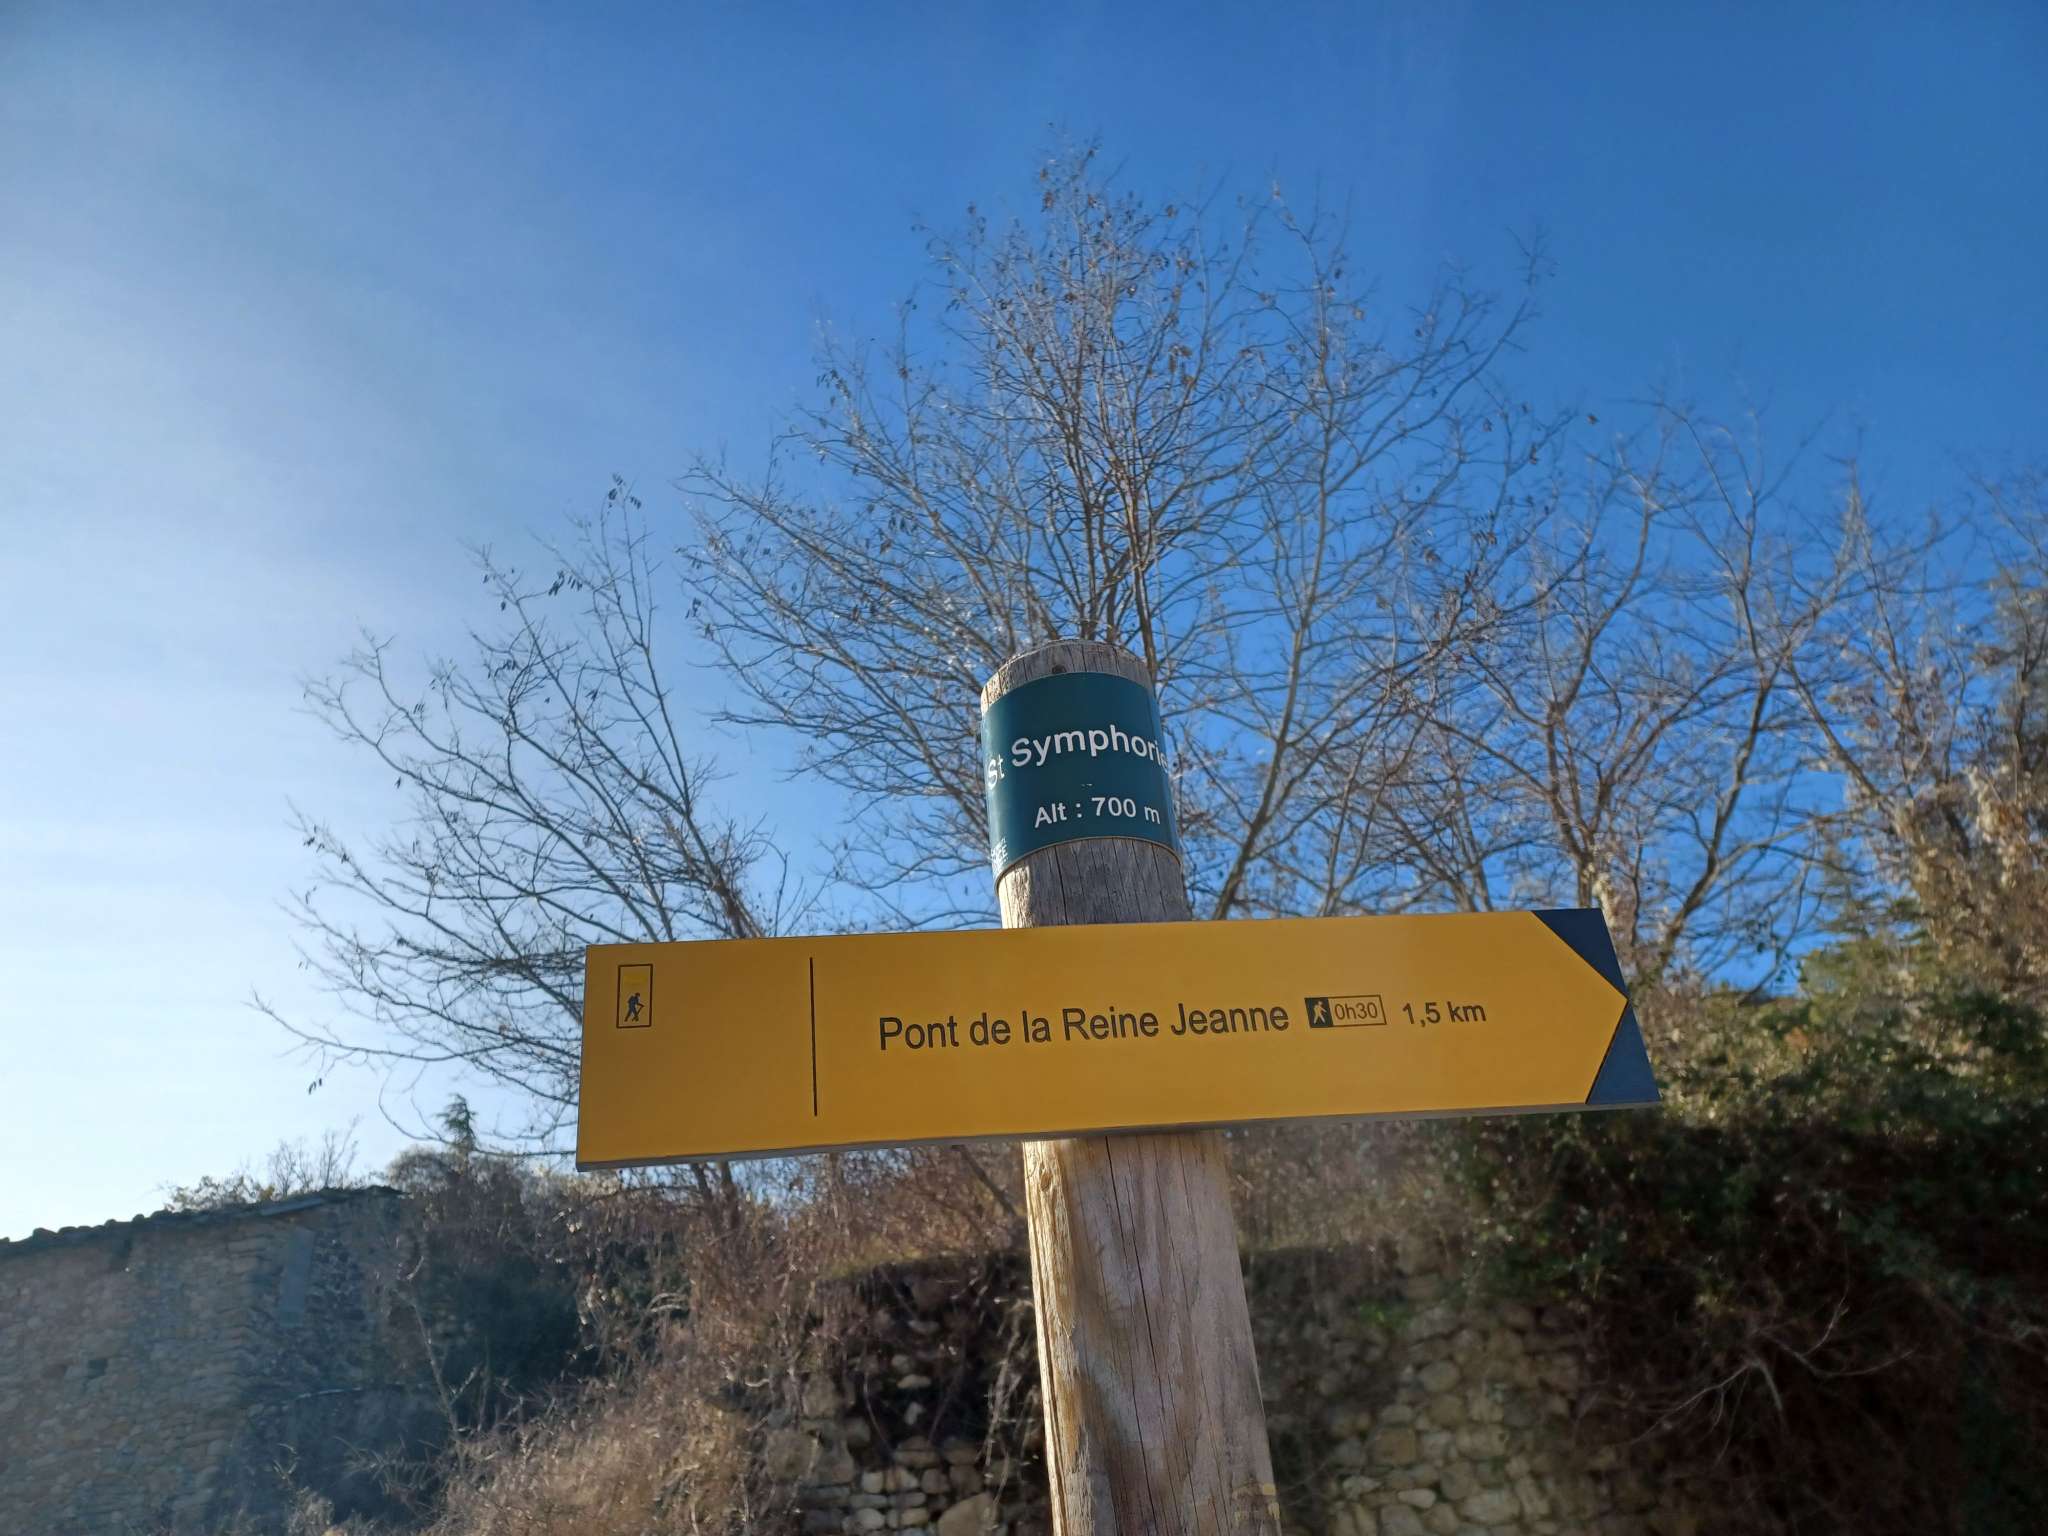 St Symphorie
Alt : 700 m
Pont de la Reine Jeanne 0h30 1,5 km